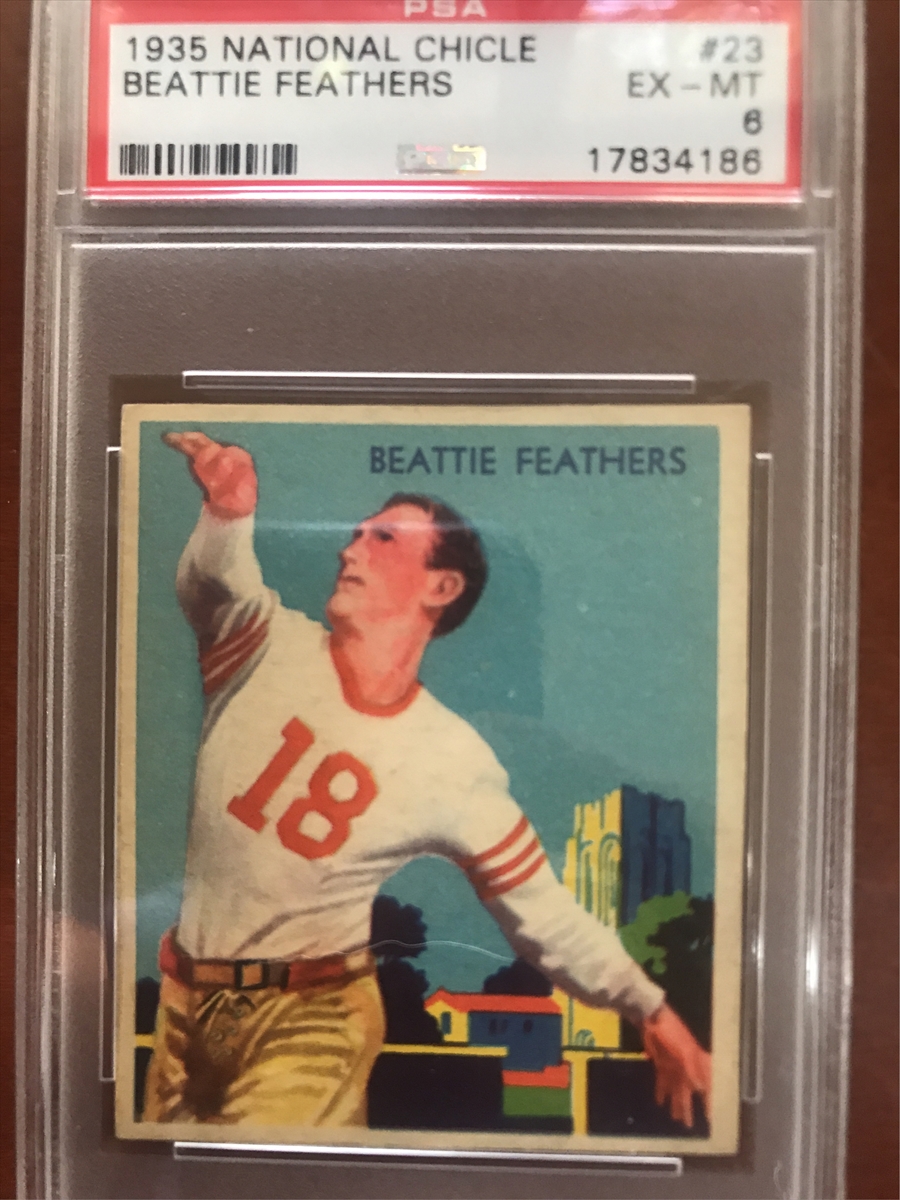 PSA
1935 NATIONAL CHICLE #23
BEATTIE FEATHERS EX - MT
6
17834186
BEATTIE FEATHERS
18